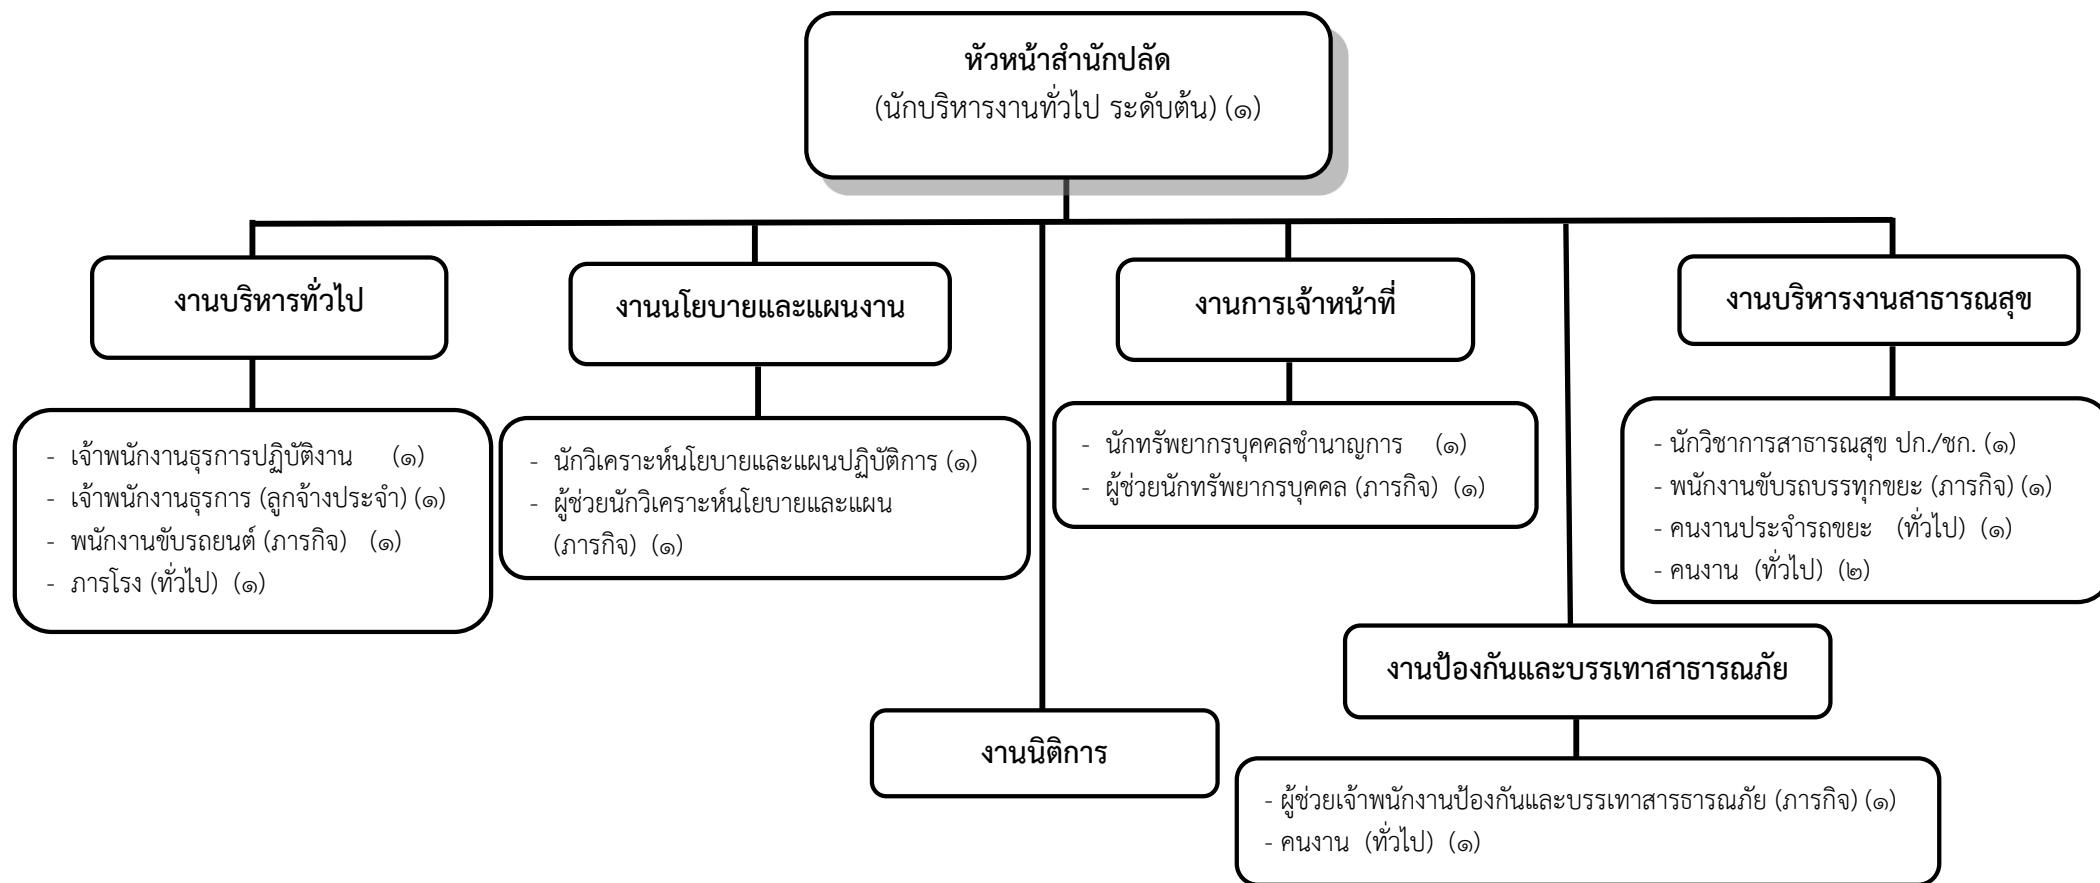 หัวหน้าสำนักปลัด
(นักบริหารงานทั่วไป ระดับต้น) (๑)
งานบริหารทั่วไป
งานนโยบายและแผนงาน
งานการเจ้าหน้าที่
งานบริหารงานสาธารณสุข
- เจ้าพนักงานธุรการปฏิบัติงาน (๑)
- เจ้าพนักงานธุรการ (ลูกจ้างประจำ) (๑)
- พนักงานขับรถยนต์ (ภารกิจ) (๑)
- ภารโรง (ทั่วไป) (๑)
- นักวิเคราะห์นโยบายและแผนปฏิบัติการ (๑)
- ผู้ช่วยนักวิเคราะห์นโยบายและแผน
(ภารกิจ) (๑)
- นักทรัพยากรบุคคลชำนาญการ (๑)
- ผู้ช่วยนักทรัพยากรบุคคล (ภารกิจ) (๑)
- นักวิชาการสาธารณสุข ปก./ชก. (๑)
- พนักงานขับรถบรรทุกขยะ (ภารกิจ) (๑)
- คนงานประจำรถขยะ (ทั่วไป) (๑)
- คนงาน (ทั่วไป) (๒)
งานนิติการ
งานป้องกันและบรรเทาสาธารณภัย
- ผู้ช่วยเจ้าพนักงานป้องกันและบรรเทาสารธารณภัย (ภารกิจ) (๑)
- คนงาน (ทั่วไป) (๑)